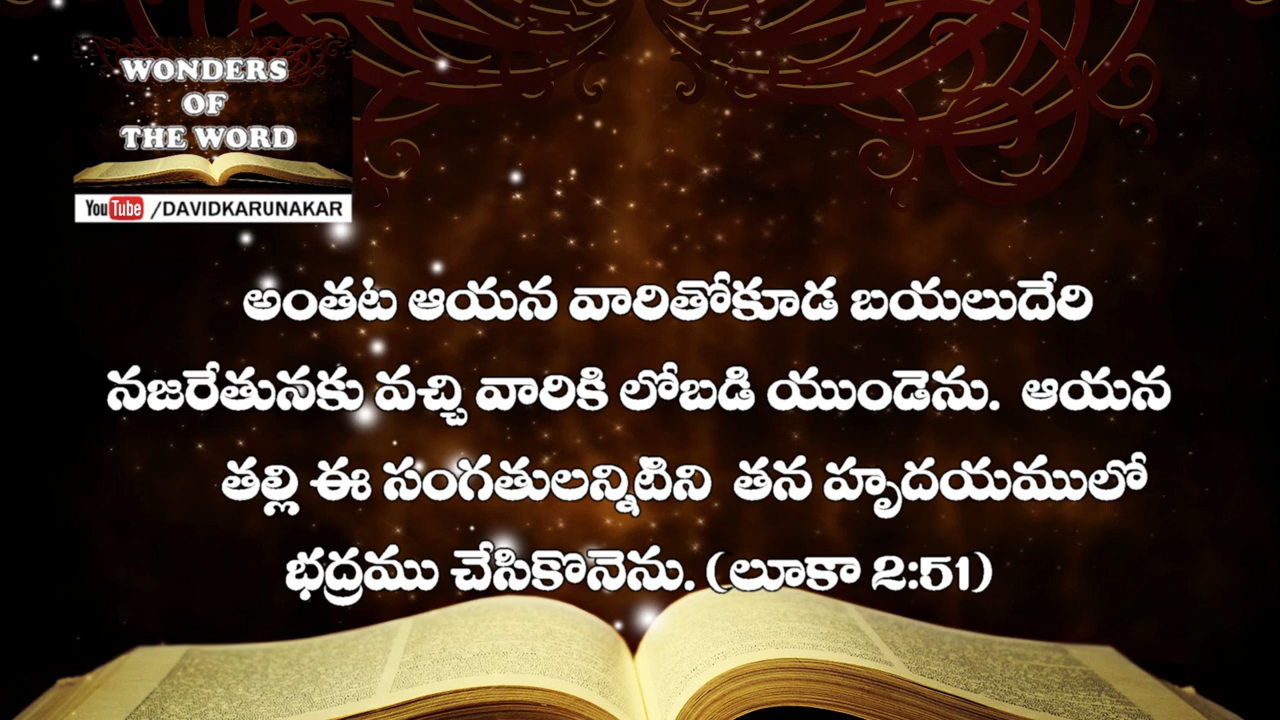 WONDERS
OF
THE WORD
YouTube /DAVIDKARUNAKAR
అంతట ఆయన వారితోకూడ బయలుదేరి
నజరేతునకు వచ్చి వారికి లోబడి యుండెను. ఆయన
తల్లి ఈ సంగతులన్నిటిని తన హృదయములో
భద్రము చేసికొనెను. (లూకా 2:51)